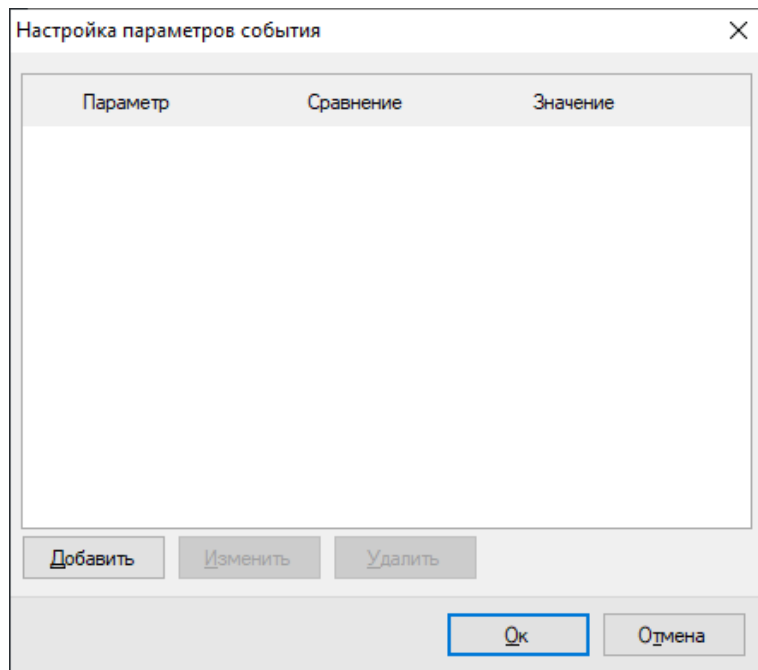 Настройка параметров события
Параметр Сравнение Значение
Добавить Изменить Удалить
Ок Отмена